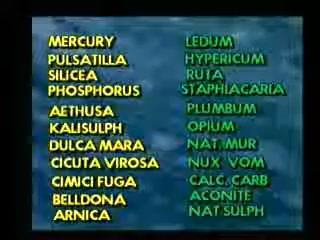 MERCURY
PULSATILLA
SILICEA
PHOSPHORUS
AETHUSA
KALISULPH
DULCA MARA
CICUTA VIROSA
CIMICI FUGA
BELLDONA
ARNICA
LEDUM
HYPERICUM
RUTA
STAPHIACARIA
PLUMBUM
OPIUM
NAT. MUR
NUX VOM
CALC. CARB
ACONITE
NAT SULPH